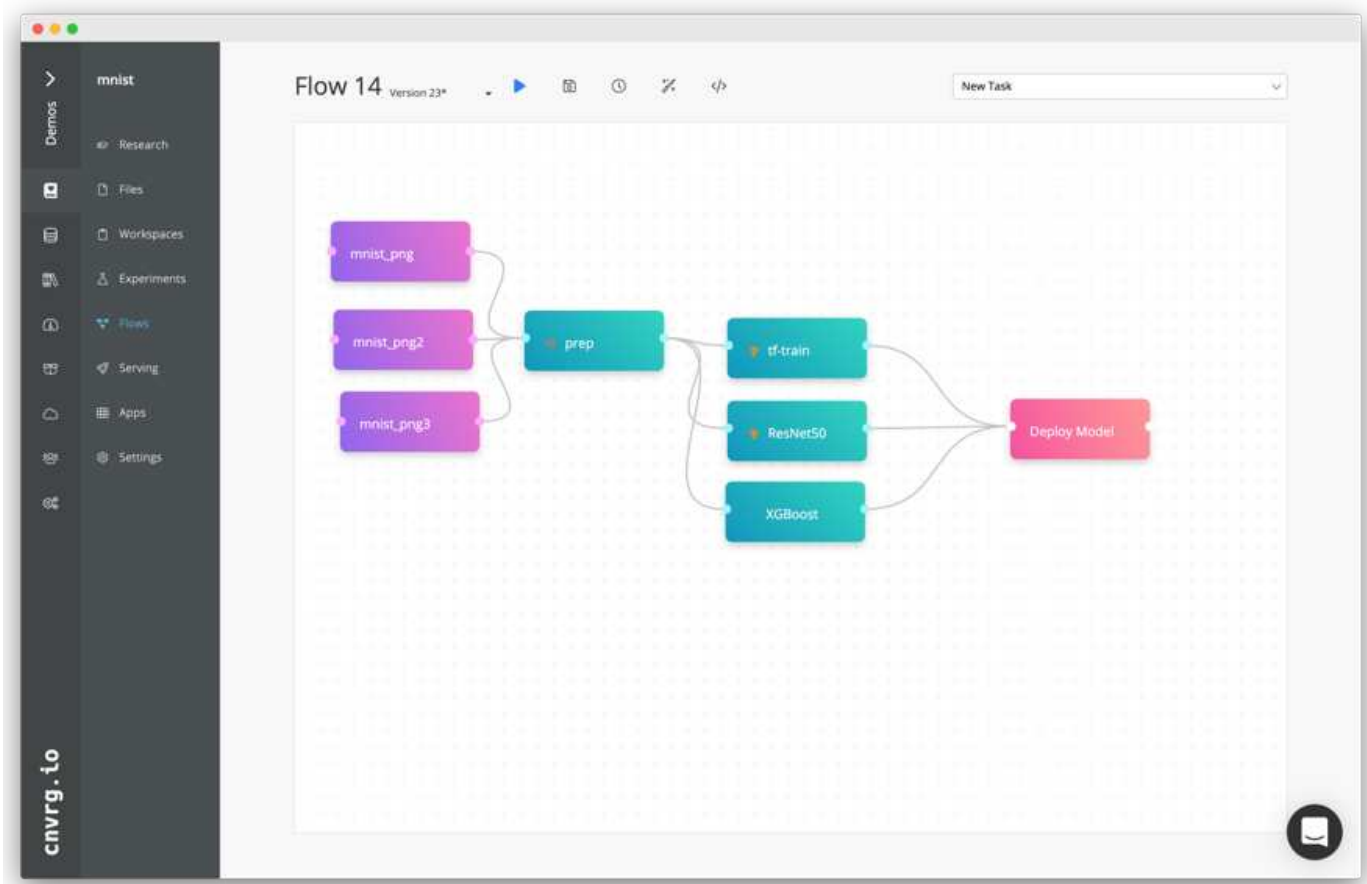 mnist
Demos
Research
Files
Workspaces
Experiments
Flows
Serving
Apps
Settings
cnvrg.io
Flow 14 Version 23*
</>
New Task
mnist_png
mnist_png2
mnist_png3
prep
tf-train
ResNet50
XGBoost
Deploy Model